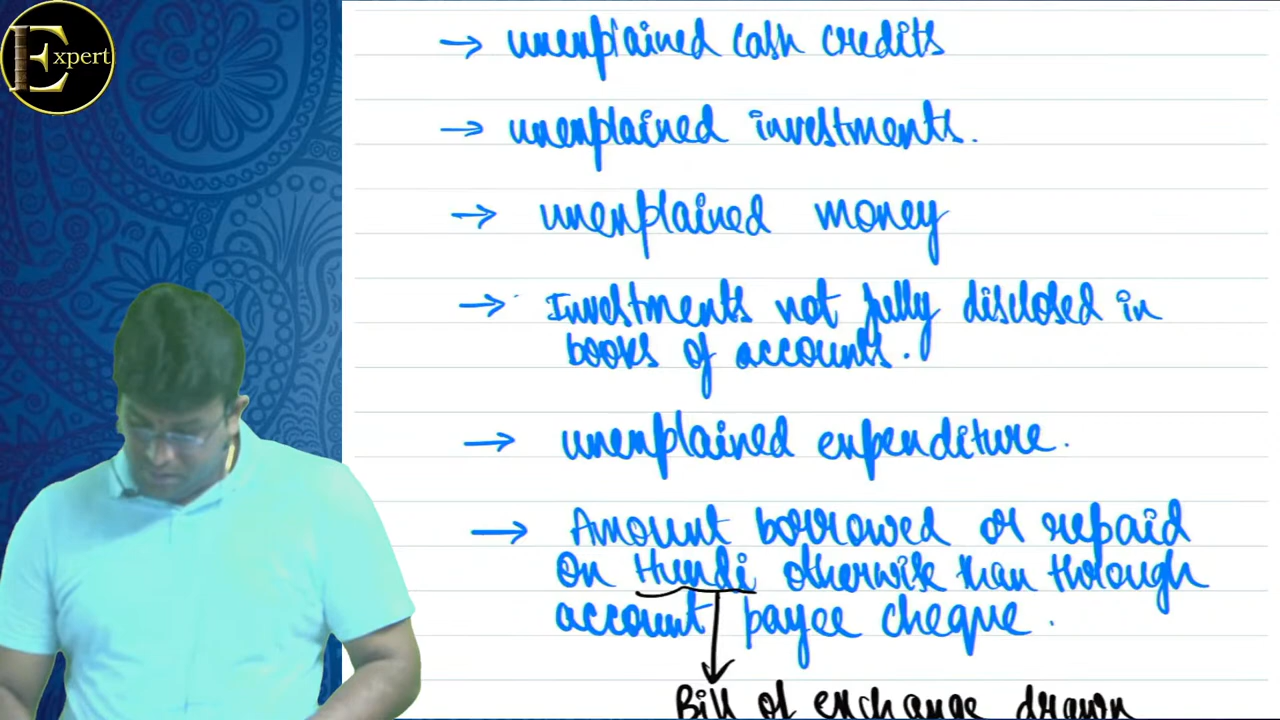 Expert
→ unexplained cash credits
→ unexplained investments.
→ unexplained money
→ Investments not fully disclosed in
books of accounts.
→ unexplained expenditure.
→ Amount borrowed or repaid
on Hundi otherwise than through
account payee cheque.
Bill of exchange drawn